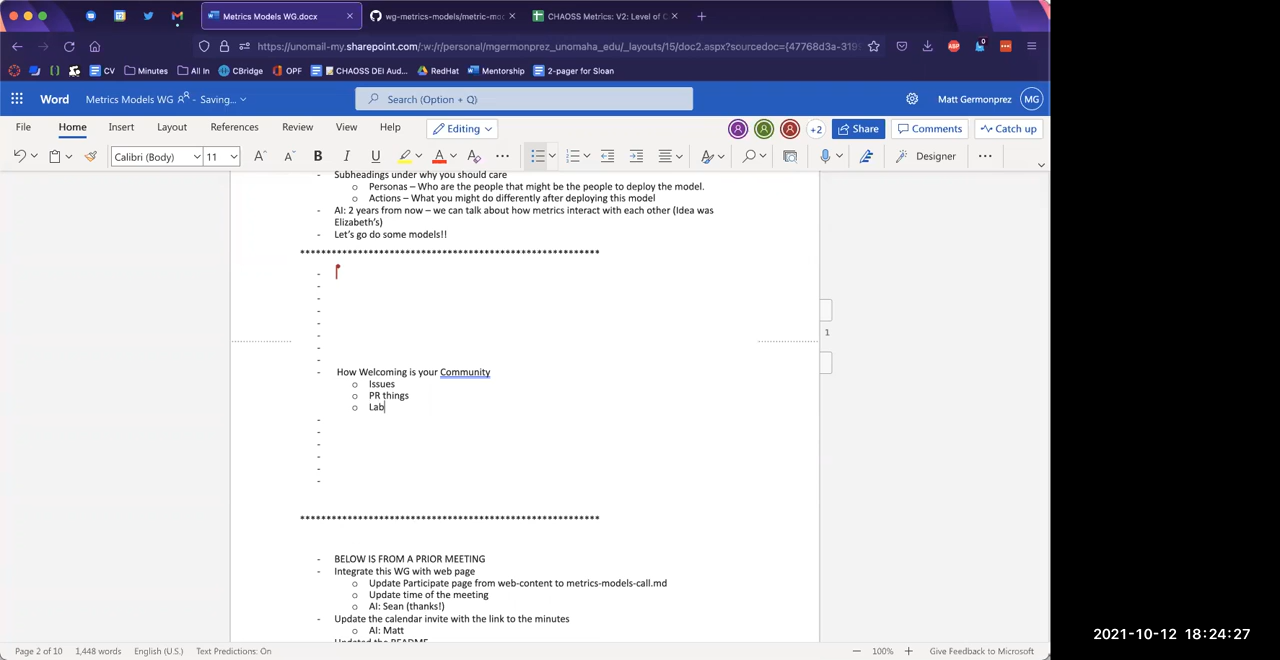 Metrics Models WG.docx
wg-metrics-models/metric-mo
CHAOSS Metrics: V2: Level of C
https://unomail-my.sharepoint.com/:w:/r/personal/mgermonprez_unomaha_edu/_layouts/15/doc2.aspx?sourcedoc={47768d3a-319
CV
Minutes
All In
CBridge
OPF
CHAOSS DEI Aud...
RedHat
Mentorship
2-pager for Sloan
Word
Metrics Models WG - Saving...
Search (Option + Q)
Matt Germonprez
MG
File
Home
Insert
Layout
References
Review
View
Help
Editing
+2
Share
Comments
Catch up
Calibri (Body)
11
Designer
- Subheadings under why you should care
o Personas – Who are the people that might be the people to deploy the model.
o Actions – What you might do differently after deploying this model
- AI: 2 years from now – we can talk about how metrics interact with each other (Idea was
Elizabeth's)
- Let's go do some models!!
*********************************************************
-
-
-
-
-
-
-
-
- How Welcoming is your Community
o Issues
o PR things
o Lab
-
-
-
-
-
-
*********************************************************
1
- BELOW IS FROM A PRIOR MEETING
- Integrate this WG with web page
o Update Participate page from web-content to metrics-models-call.md
o Update time of the meeting
o AI: Sean (thanks!)
- Update the calendar invite with the link to the minutes
o AI: Matt
- Updated the README
Page 2 of 10
1,448 words
English (U.S.)
Text Predictions: On
100%
Give Feedback to Microsoft
2021-10-12 18:24:27